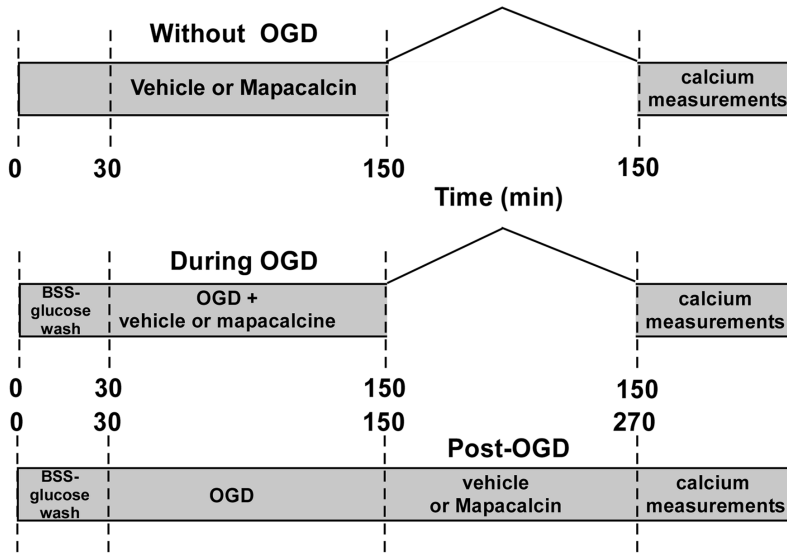 Without OGD
Vehicle or Mapacalcin
calcium
measurements
0 30 150 150
Time (min)
During OGD
BSS-
glucose
wash
OGD +
vehicle or mapacalcine
calcium
measurements
0 30 150 150
0 30 150 270
Post-OGD
BSS-
glucose
wash
OGD
vehicle
or Mapacalcin
calcium
measurements